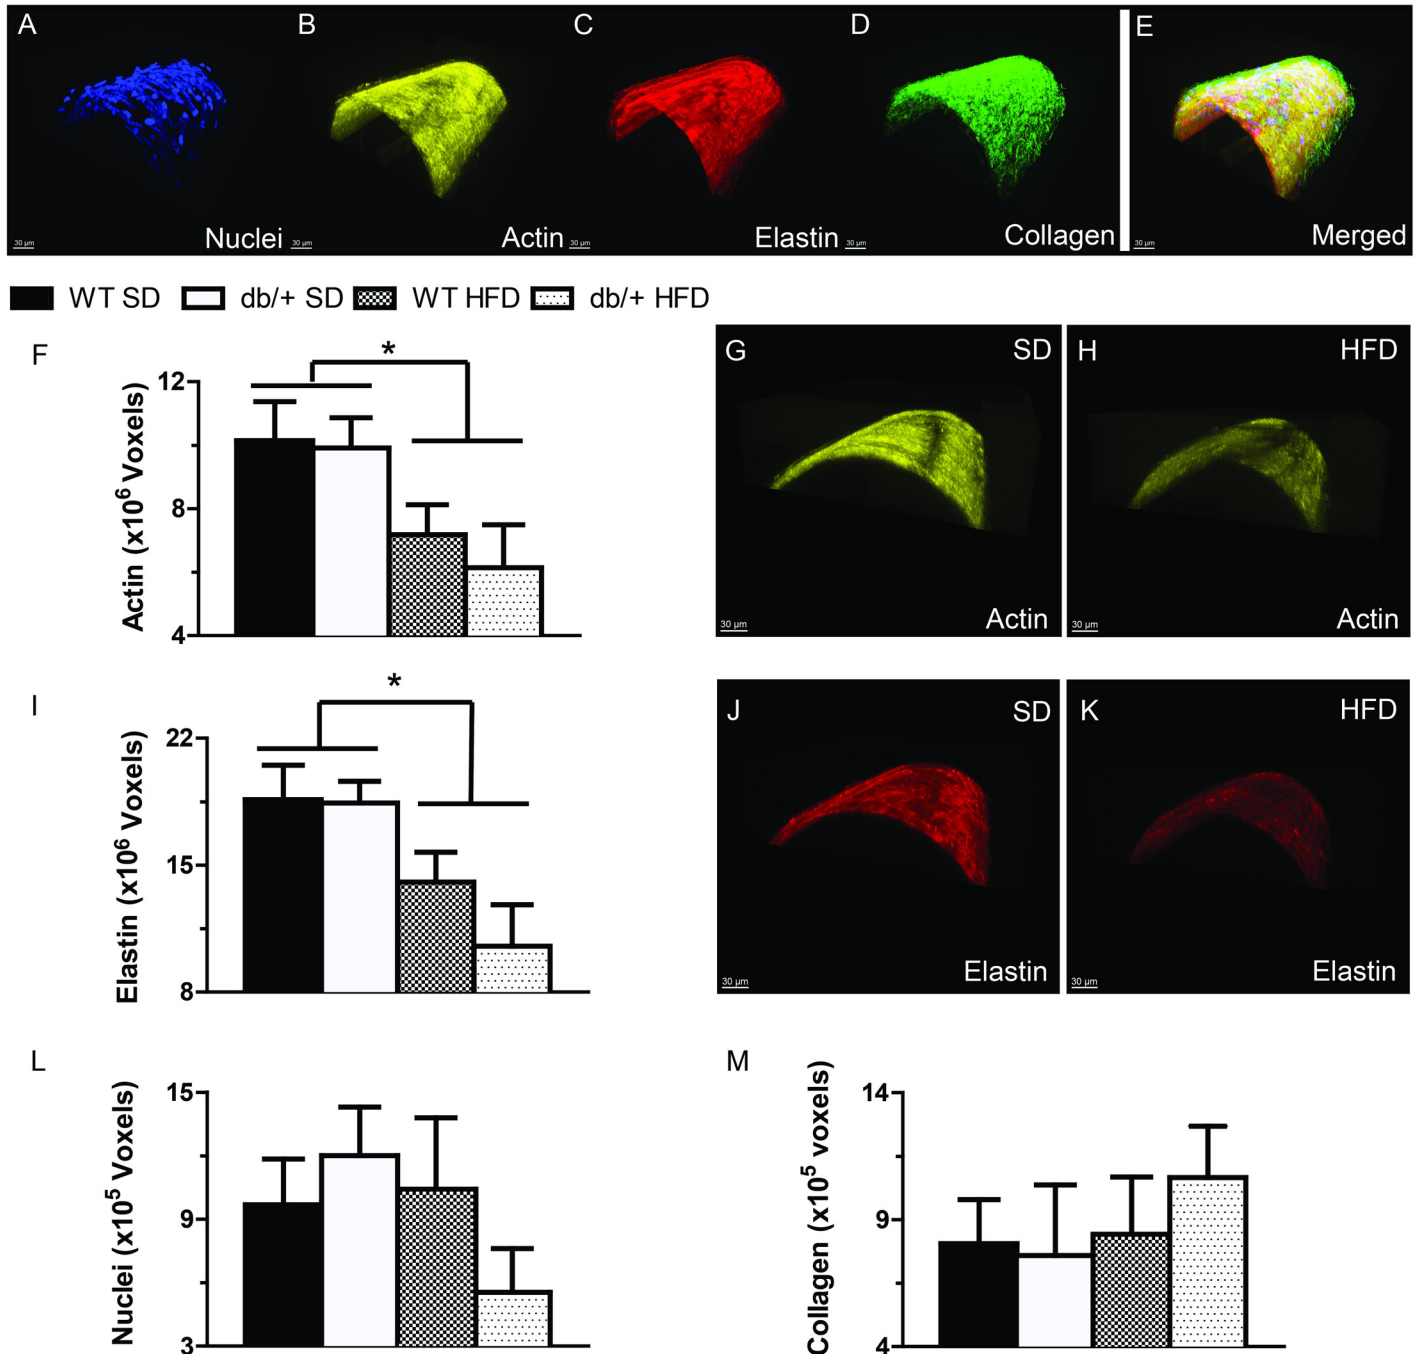 A B C D E
Nuclei Actin Elastin Collagen Merged
30 µm 30 µm 30 µm 30 µm 30 µm
WT SD db/+ SD WT HFD db/+ HFD
F
*
12
8
4
Actin (x10⁶ Voxels)
G SD
Actin
30 µm
H HFD
Actin
30 µm
I
*
22
15
8
Elastin (x10⁶ Voxels)
J SD
Elastin
30 µm
K HFD
Elastin
30 µm
L
15
9
3
Nuclei (x10⁵ Voxels)
M
14
9
4
Collagen (x10⁵ voxels)